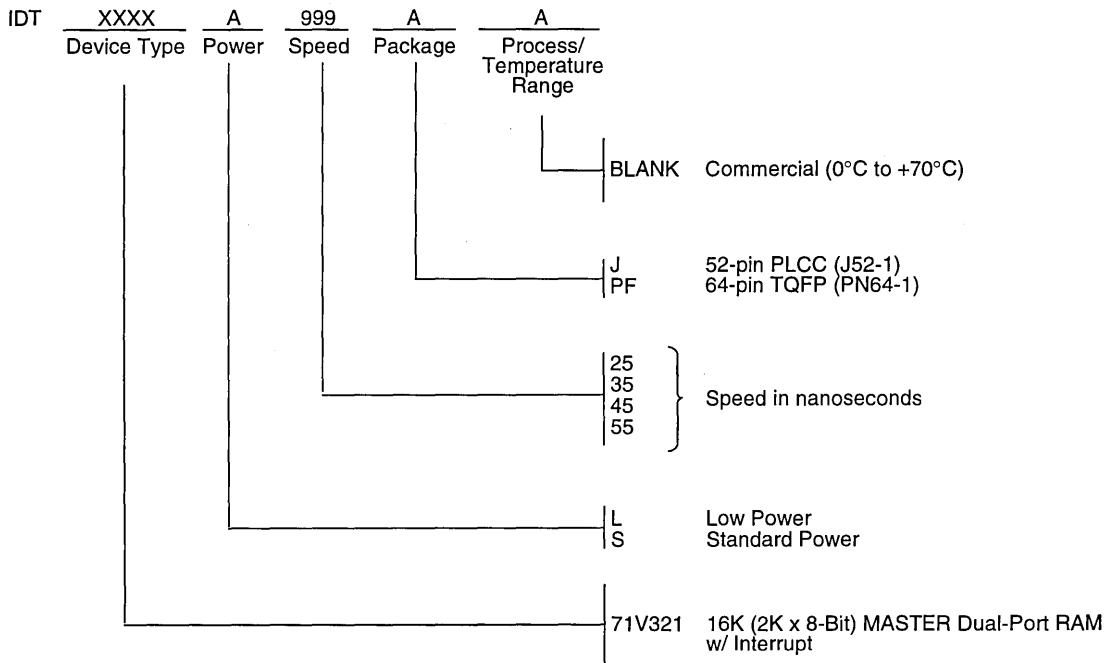 IDT XXXX A 999 A A
Device Type Power Speed Package Process/
Temperature
Range
BLANK Commercial (0°C to +70°C)
J 52-pin PLCC (J52-1)
PF 64-pin TQFP (PN64-1)
25
35
45
55
Speed in nanoseconds
L Low Power
S Standard Power
71V321 16K (2K x 8-Bit) MASTER Dual-Port RAM
w/ Interrupt